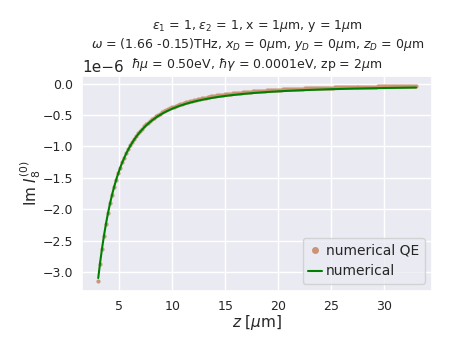 ε₁ = 1, ε₂ = 1, x = 1μm, y = 1μm
ω = (1.66 -0.15)THz, x_D = 0μm, y_D = 0μm, z_D = 0μm
ℏμ = 0.50eV, ℏγ = 0.0001eV, zp = 2μm
1e−6
0.0
−0.5
−1.0
−1.5
−2.0
−2.5
−3.0
Im I₈⁽⁰⁾
numerical QE
numerical
5 10 15 20 25 30
z [μm]